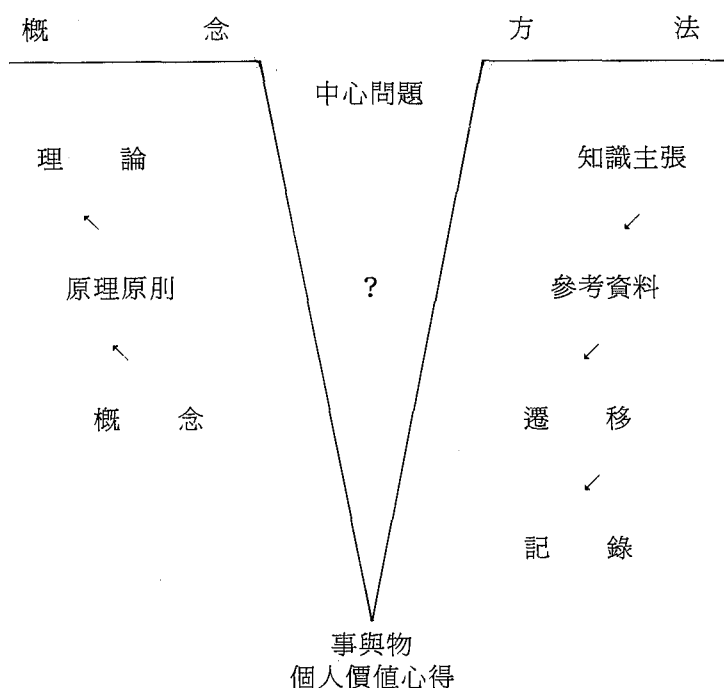 概念 方法
中心問題
理論 知識主張
原理原則 ? 參考資料
概念 遷移
記錄
事與物
個人價值心得